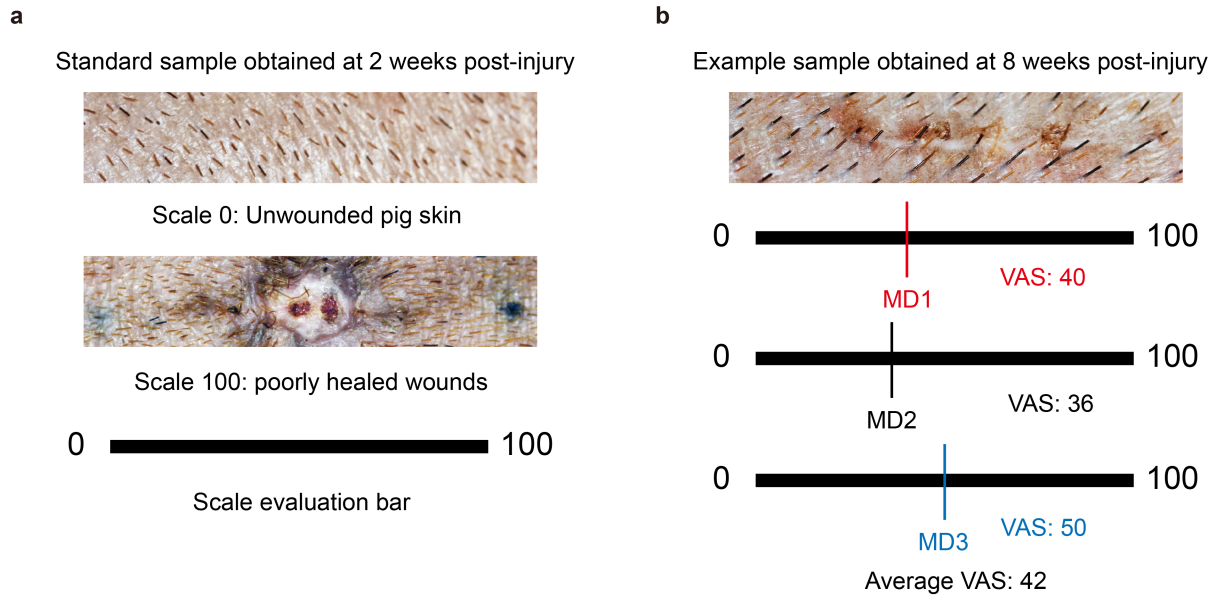 a
Standard sample obtained at 2 weeks post-injury
Scale 0: Unwounded pig skin
Scale 100: poorly healed wounds
0 100
Scale evaluation bar
b
Example sample obtained at 8 weeks post-injury
0 100
MD1
VAS: 40
0 100
MD2
VAS: 36
0 100
MD3
VAS: 50
Average VAS: 42